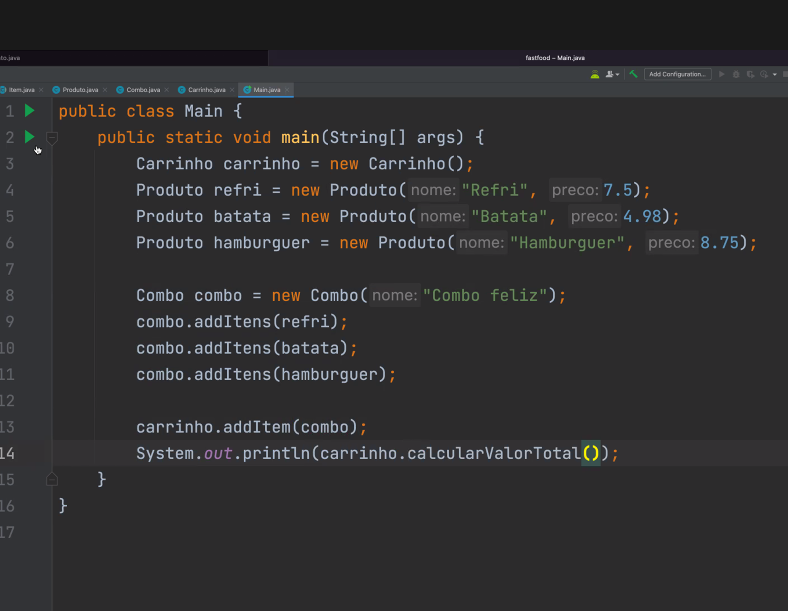 to.java
fastfood – Main.java
Add Configuration...
Item.java Produto.java Combo.java Carrinho.java Main.java
1 public class Main {
2 public static void main(String[] args) {
3 Carrinho carrinho = new Carrinho();
4 Produto refri = new Produto( nome: "Refri", preco: 7.5);
5 Produto batata = new Produto( nome: "Batata", preco: 4.98);
6 Produto hamburguer = new Produto( nome: "Hamburguer", preco: 8.75);
7
8 Combo combo = new Combo( nome: "Combo feliz");
9 combo.addItens(refri);
10 combo.addItens(batata);
11 combo.addItens(hamburguer);
12
13 carrinho.addItem(combo);
14 System.out.println(carrinho.calcularValorTotal());
15 }
16 }
17